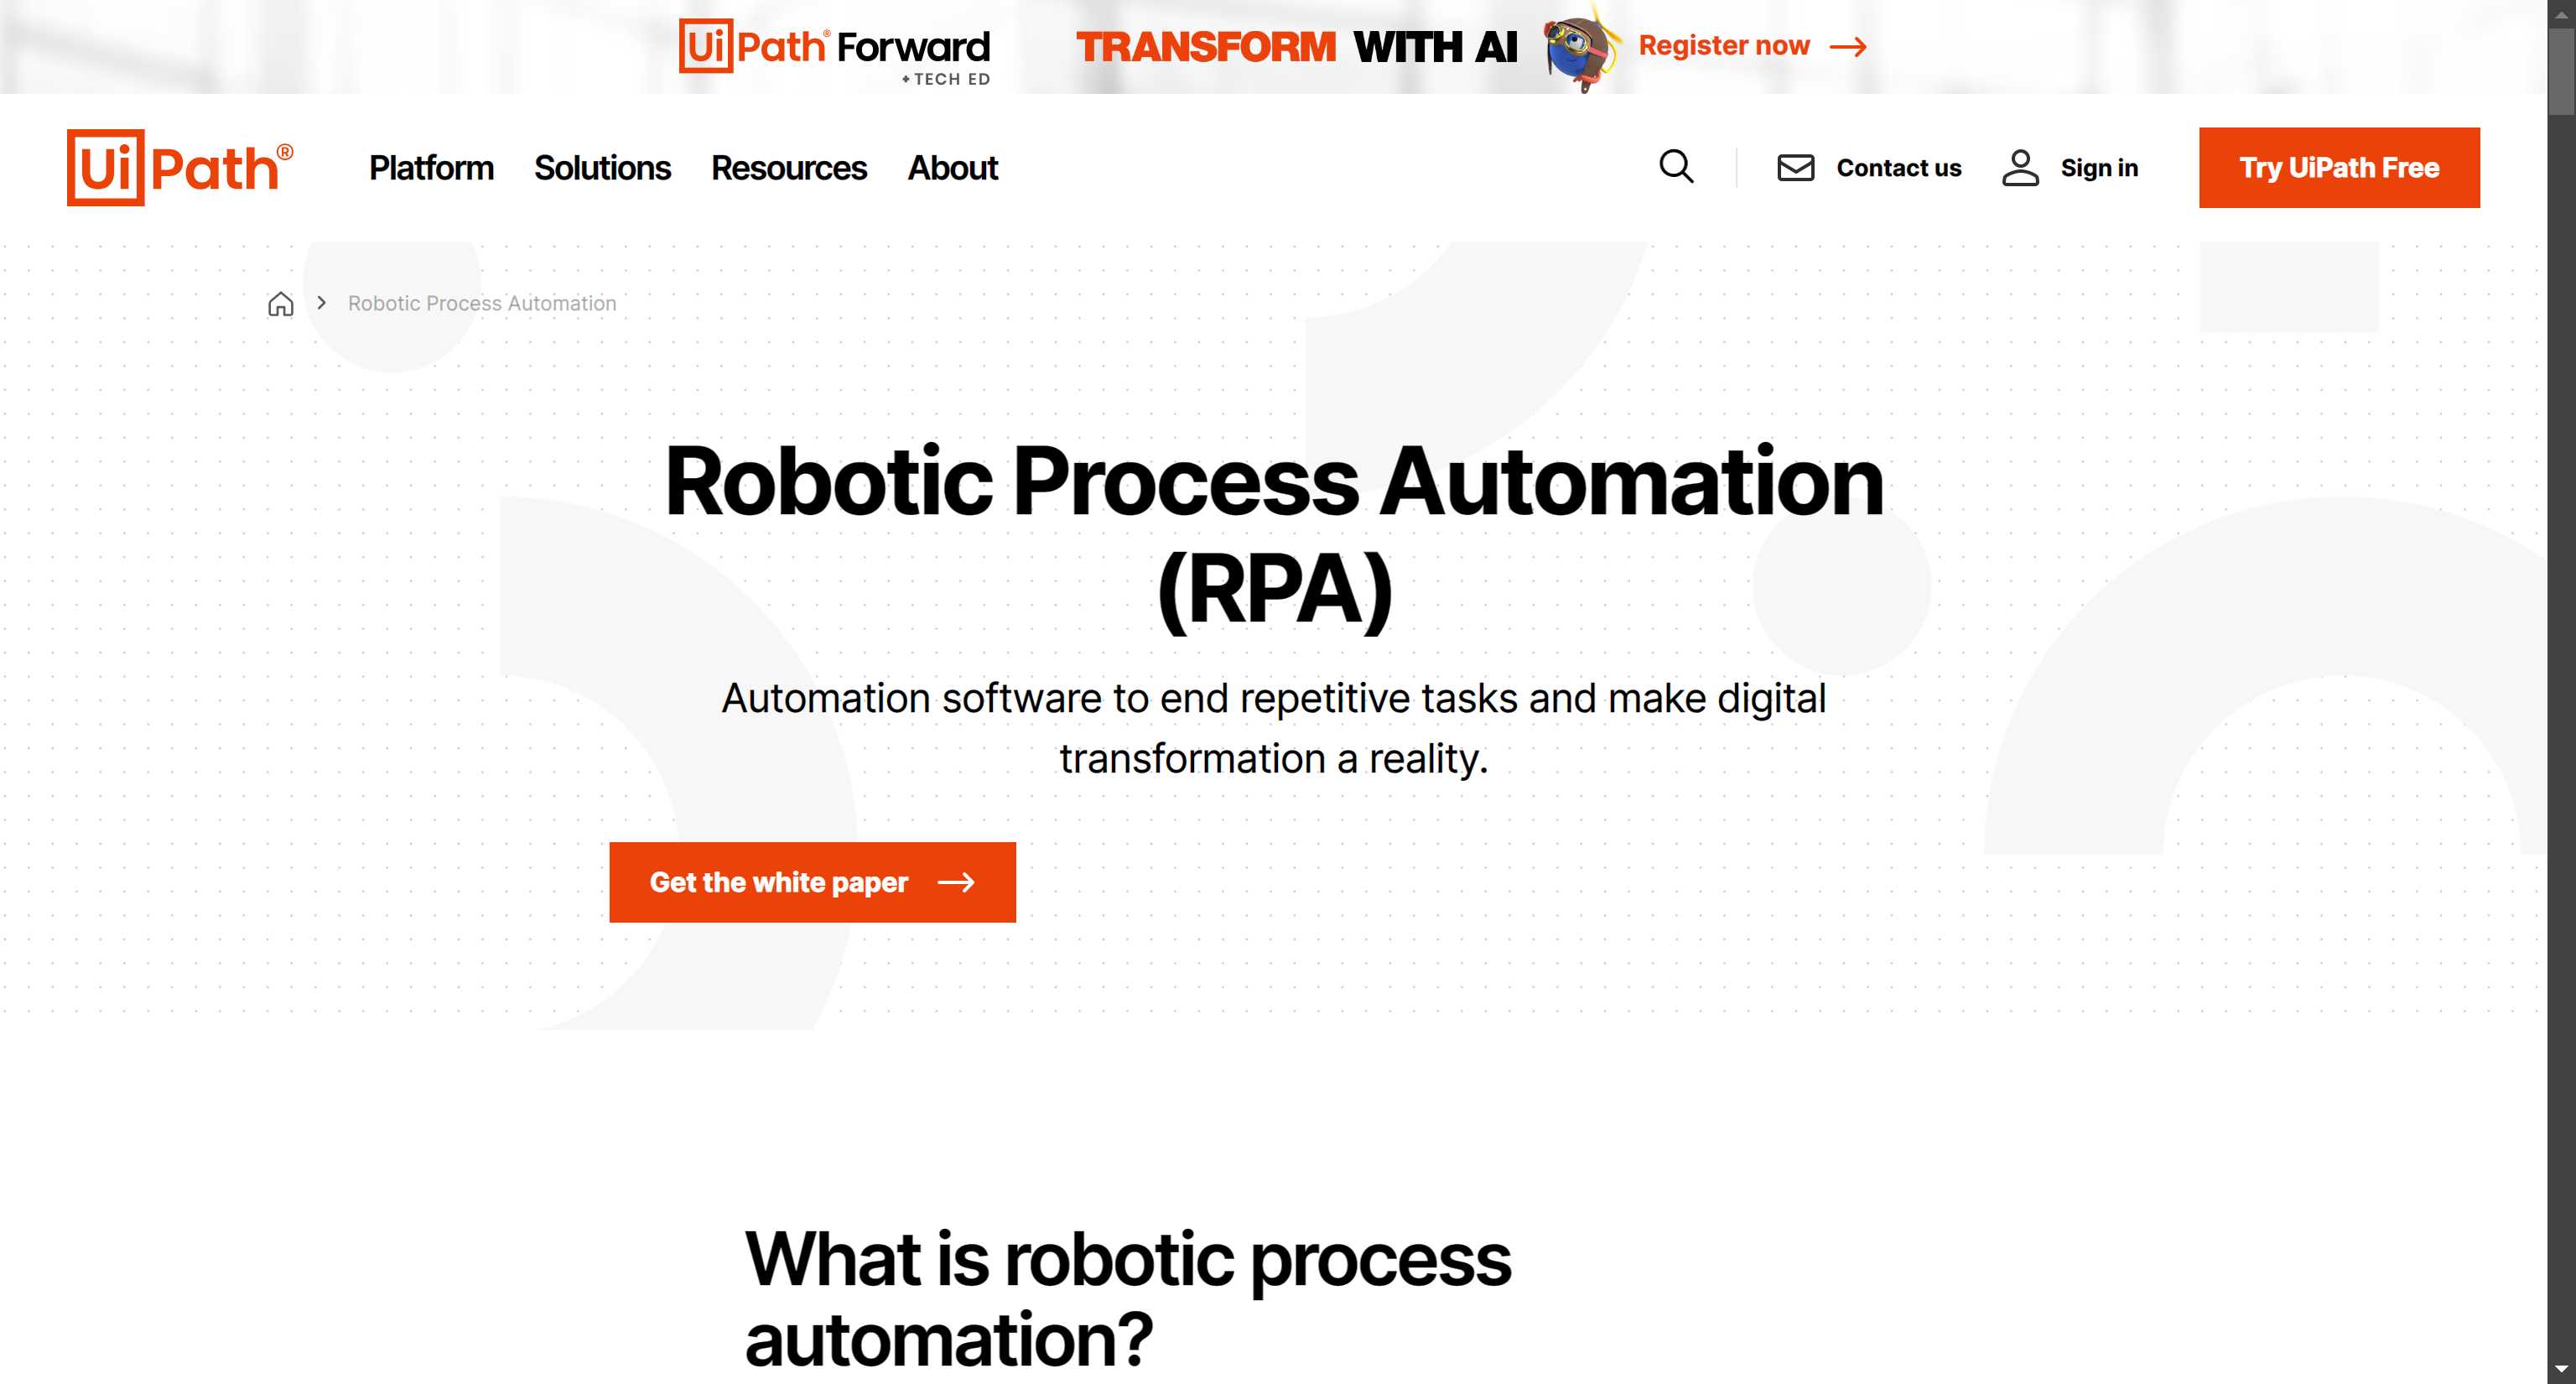 UiPath® Forward
+ TECH ED
TRANSFORM WITH AI
Register now
UiPath®
Platform
Solutions
Resources
About
Contact us
Sign in
Try UiPath Free
Robotic Process Automation
Robotic Process Automation
(RPA)
Automation software to end repetitive tasks and make digital
transformation a reality.
Get the white paper
What is robotic process
automation?